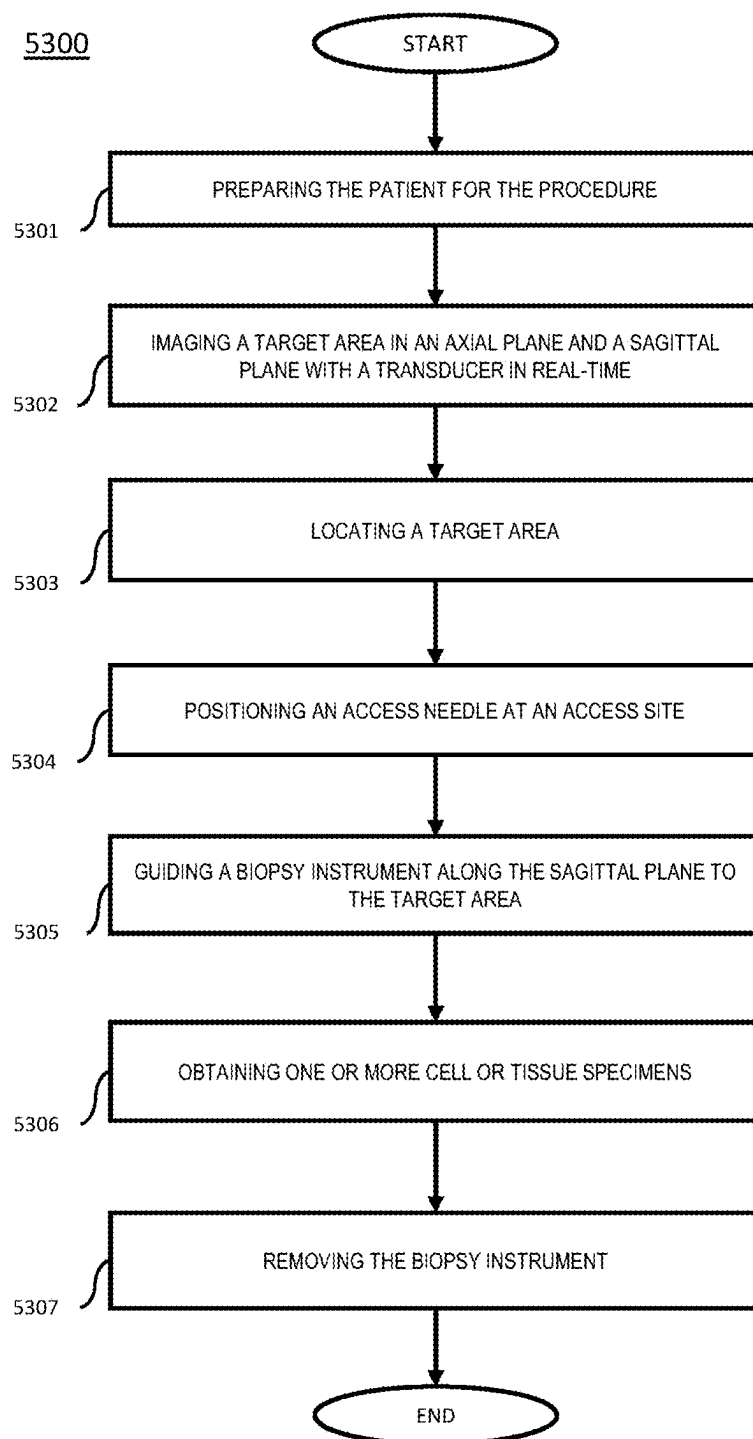 5300
START
PREPARING THE PATIENT FOR THE PROCEDURE
5301
IMAGING A TARGET AREA IN AN AXIAL PLANE AND A SAGITTAL
PLANE WITH A TRANSDUCER IN REAL-TIME
5302
LOCATING A TARGET AREA
5303
POSITIONING AN ACCESS NEEDLE AT AN ACCESS SITE
5304
GUIDING A BIOPSY INSTRUMENT ALONG THE SAGITTAL PLANE TO
THE TARGET AREA
5305
OBTAINING ONE OR MORE CELL OR TISSUE SPECIMENS
5306
REMOVING THE BIOPSY INSTRUMENT
5307
END